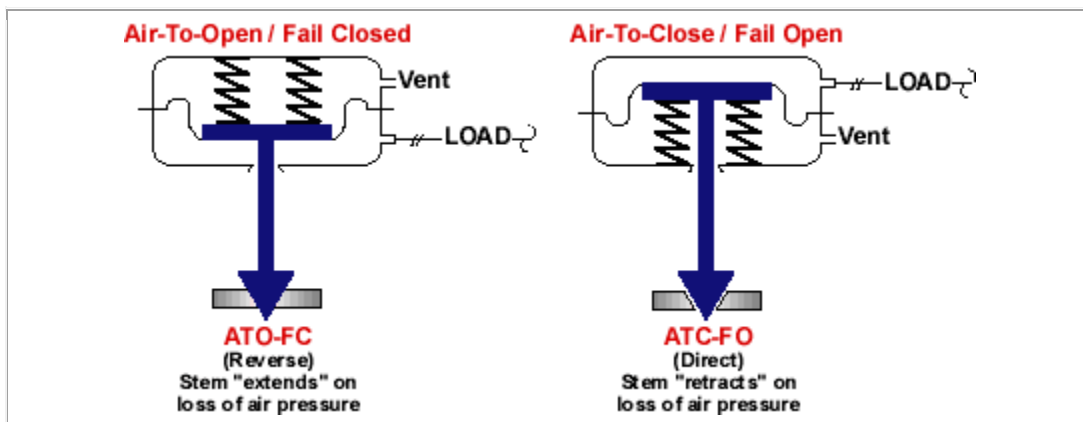 Air-To-Open / Fail Closed
Vent
LOAD
ATO-FC
(Reverse)
Stem "extends" on
loss of air pressure
Air-To-Close / Fail Open
LOAD
Vent
ATC-FO
(Direct)
Stem "retracts" on
loss of air pressure